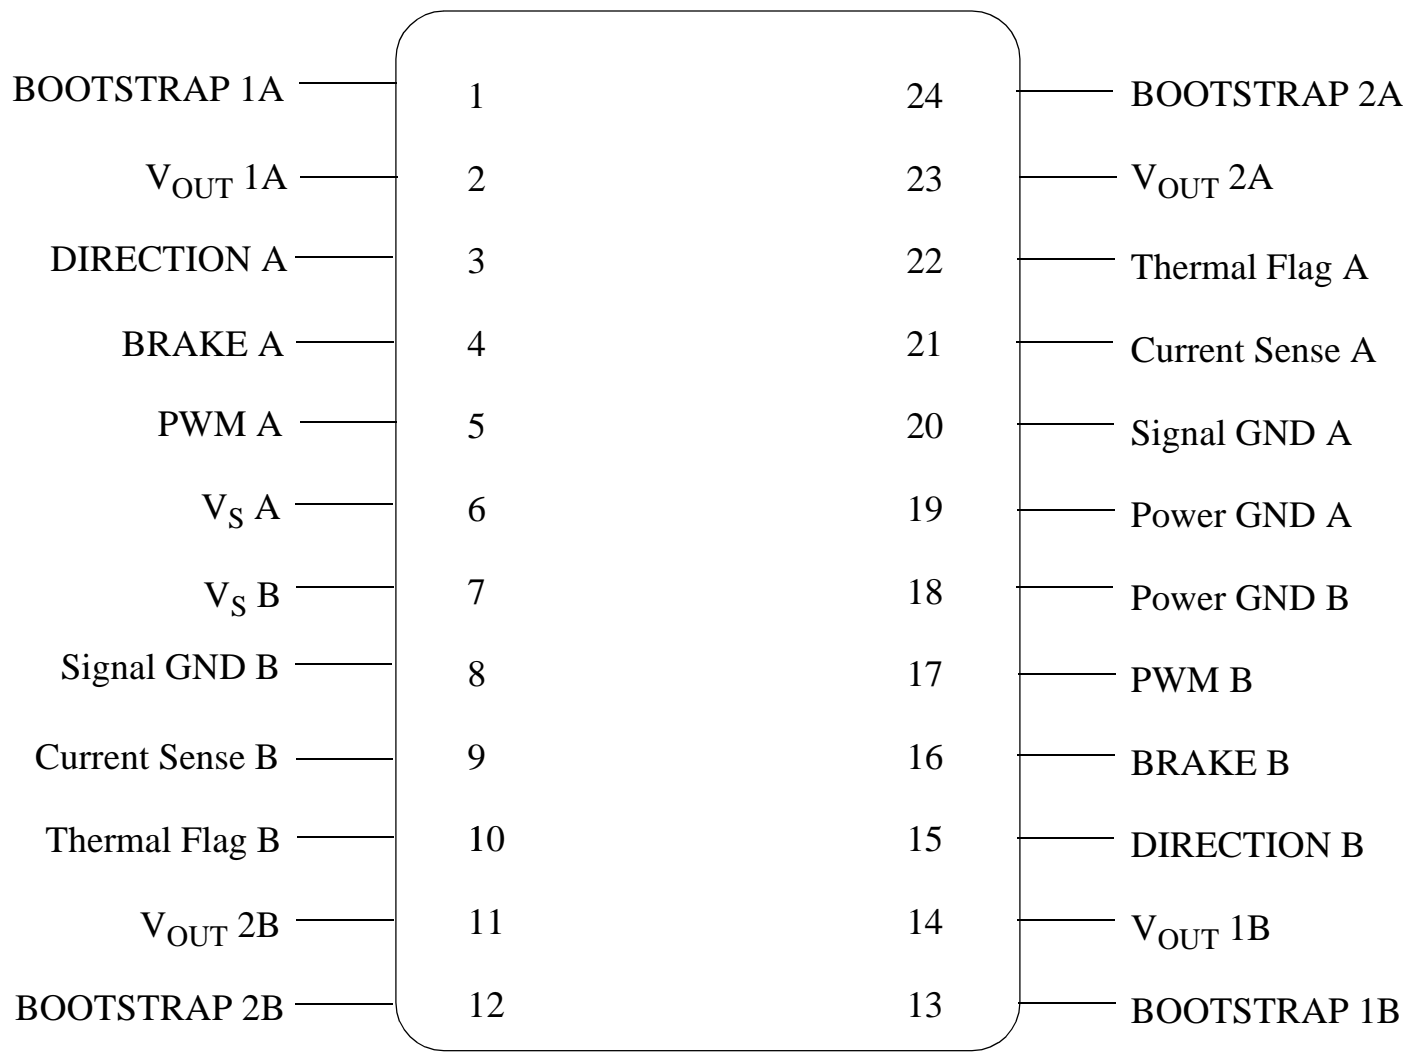 BOOTSTRAP 1A 1 24 BOOTSTRAP 2A
VOUT 1A 2 23 VOUT 2A
DIRECTION A 3 22 Thermal Flag A
BRAKE A 4 21 Current Sense A
PWM A 5 20 Signal GND A
VS A 6 19 Power GND A
VS B 7 18 Power GND B
Signal GND B 8 17 PWM B
Current Sense B 9 16 BRAKE B
Thermal Flag B 10 15 DIRECTION B
VOUT 2B 11 14 VOUT 1B
BOOTSTRAP 2B 12 13 BOOTSTRAP 1B